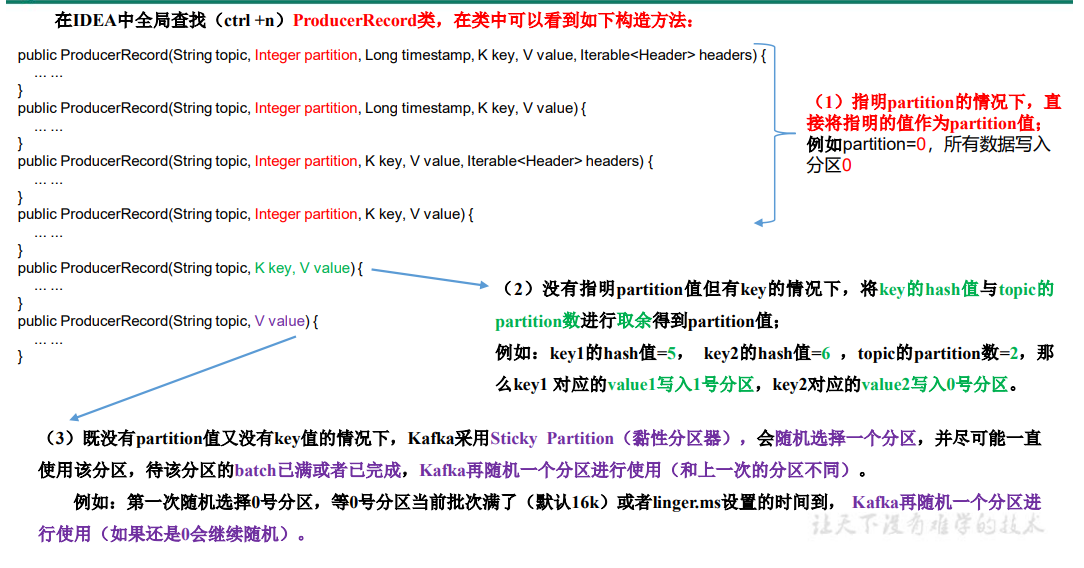 在IDEA中全局查找（ctrl +n）ProducerRecord类，在类中可以看到如下构造方法：
public ProducerRecord(String topic, Integer partition, Long timestamp, K key, V value, Iterable<Header> headers) {
... ...
}
public ProducerRecord(String topic, Integer partition, Long timestamp, K key, V value) {
... ...
}
public ProducerRecord(String topic, Integer partition, K key, V value, Iterable<Header> headers) {
... ...
}
public ProducerRecord(String topic, Integer partition, K key, V value) {
... ...
}
public ProducerRecord(String topic, K key, V value) {
... ...
}
public ProducerRecord(String topic, V value) {
... ...
}
（1）指明partition的情况下，直
接将指明的值作为partition值；
例如partition=0，所有数据写入
分区0
（2）没有指明partition值但有key的情况下，将key的hash值与topic的
partition数进行取余得到partition值；
例如：key1的hash值=5， key2的hash值=6 ，topic的partition数=2，那
么key1 对应的value1写入1号分区，key2对应的value2写入0号分区。
（3）既没有partition值又没有key值的情况下，Kafka采用Sticky Partition（黏性分区器），会随机选择一个分区，并尽可能一直
使用该分区，待该分区的batch已满或者已完成，Kafka再随机一个分区进行使用（和上一次的分区不同）。
例如：第一次随机选择0号分区，等0号分区当前批次满了（默认16k）或者linger.ms设置的时间到， Kafka再随机一个分区进
行使用（如果还是0会继续随机）。
让天下没有难学的技术